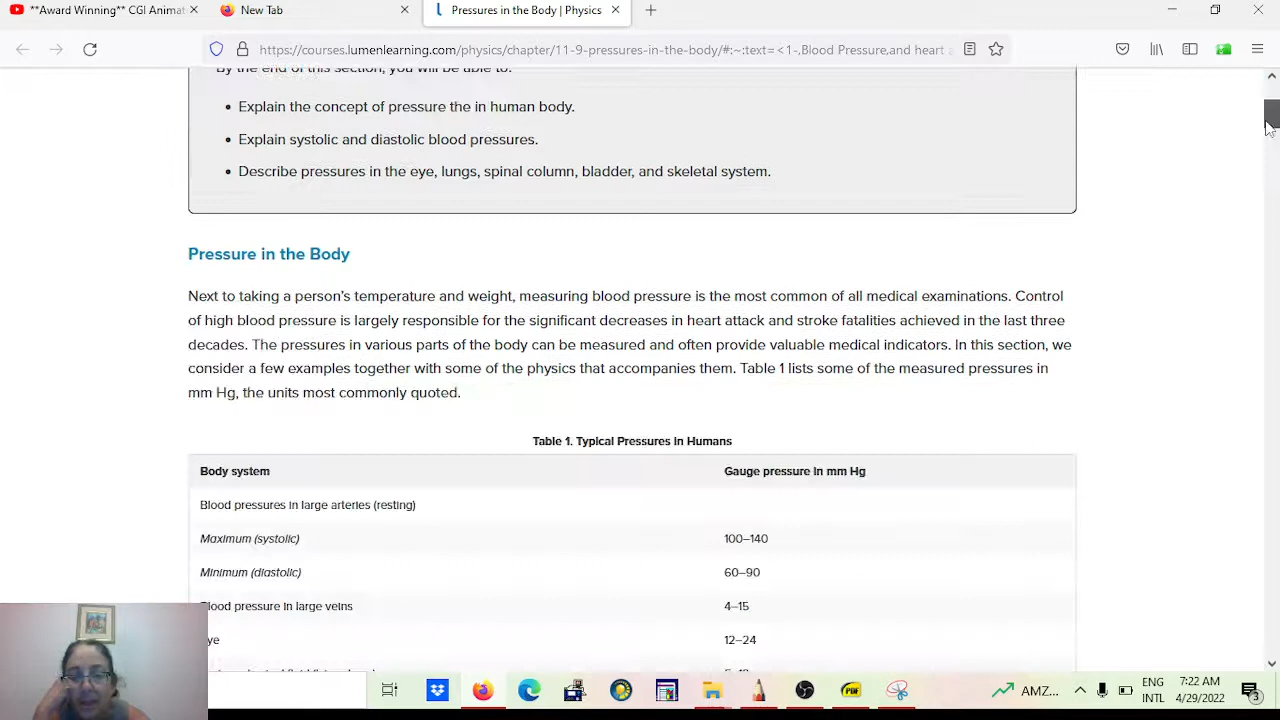 **Award Winning** CGI Animat
New Tab
Pressures in the Body | Physics
https://courses.lumenlearning.com/physics/chapter/11-9-pressures-in-the-body/#:~:text=<1-,Blood Pressure,and heart a
By the end of this section, you will be able to:
Explain the concept of pressure the in human body.
Explain systolic and diastolic blood pressures.
Describe pressures in the eye, lungs, spinal column, bladder, and skeletal system.
Pressure in the Body
Next to taking a person's temperature and weight, measuring blood pressure is the most common of all medical examinations. Control
of high blood pressure is largely responsible for the significant decreases in heart attack and stroke fatalities achieved in the last three
decades. The pressures in various parts of the body can be measured and often provide valuable medical indicators. In this section, we
consider a few examples together with some of the physics that accompanies them. Table 1 lists some of the measured pressures in
mm Hg, the units most commonly quoted.
Table 1. Typical Pressures in Humans
Body system Gauge pressure in mm Hg
Blood pressures in large arteries (resting)
Maximum (systolic) 100–140
Minimum (diastolic) 60–90
Blood pressure in large veins 4–15
ye 12–24
PDF
AMZ...
ENG
INTL
7:22 AM
4/29/2022
3